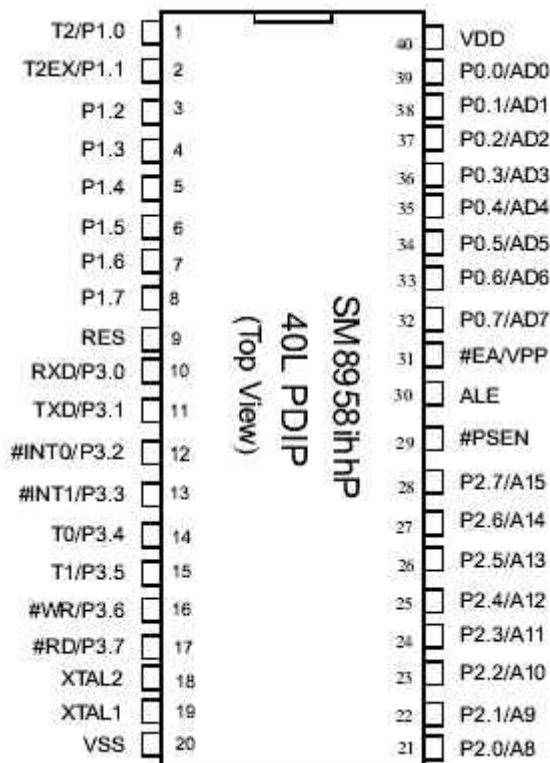 T2/P1.0 1
T2EX/P1.1 2
P1.2 3
P1.3 4
P1.4 5
P1.5 6
P1.6 7
P1.7 8
RES 9
RXD/P3.0 10
TXD/P3.1 11
#INT0/P3.2 12
#INT1/P3.3 13
T0/P3.4 14
T1/P3.5 15
#WR/P3.6 16
#RD/P3.7 17
XTAL2 18
XTAL1 19
VSS 20
SM8958ihhP
40L PDIP
(Top View)
40 VDD
39 P0.0/AD0
38 P0.1/AD1
37 P0.2/AD2
36 P0.3/AD3
35 P0.4/AD4
34 P0.5/AD5
33 P0.6/AD6
32 P0.7/AD7
31 #EA/VPP
30 ALE
29 #PSEN
28 P2.7/A15
27 P2.6/A14
26 P2.5/A13
25 P2.4/A12
24 P2.3/A11
23 P2.2/A10
22 P2.1/A9
21 P2.0/A8